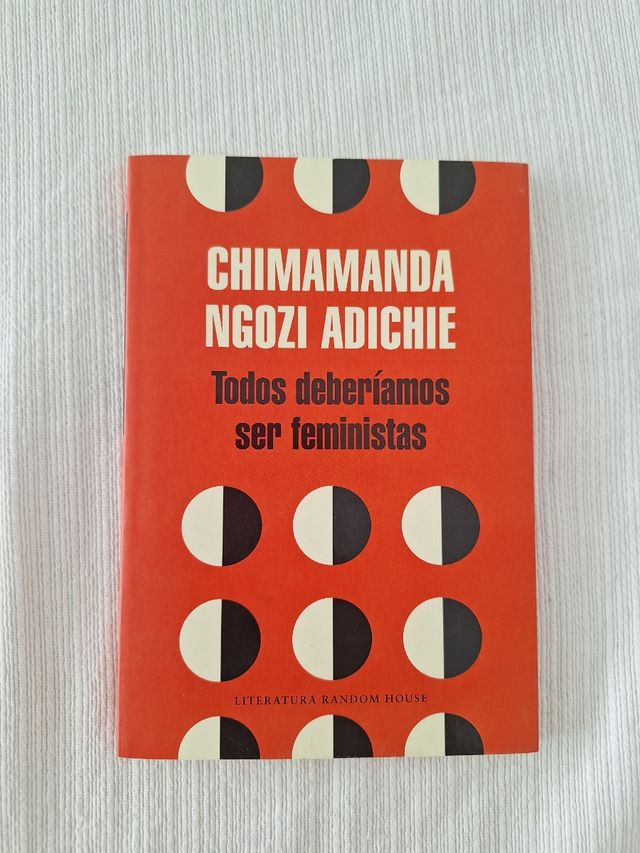 CHIMAMANDA
NGOZI ADICHIE
Todos deberíamos
ser feministas
LITERATURA RANDOM HOUSE